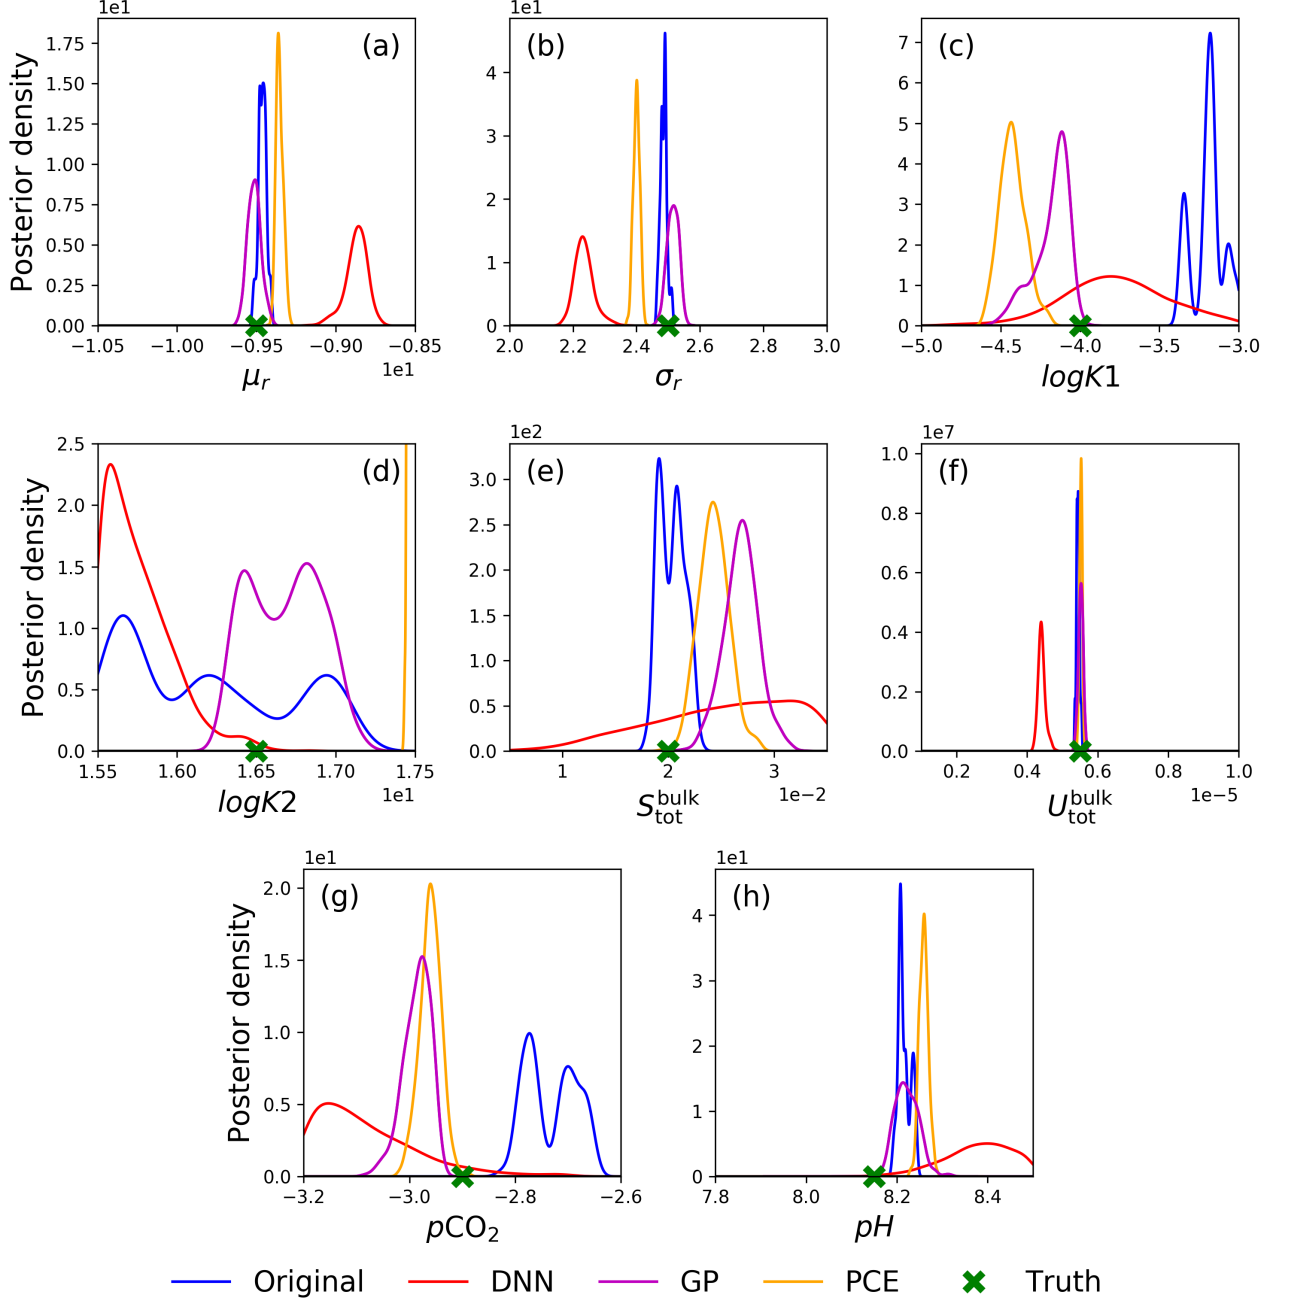 1e1
(a)
Posterior density
1.75
1.50
1.25
1.00
0.75
0.50
0.25
0.00
−1.05 −1.00 −0.95 −0.90 −0.85
1e1
μr
1e1
(b)
4
3
2
1
0
2.0 2.2 2.4 2.6 2.8 3.0
σr
(c)
7
6
5
4
3
2
1
0
−5.0 −4.5 −4.0 −3.5 −3.0
logK1
(d)
Posterior density
2.5
2.0
1.5
1.0
0.5
0.0
1.55 1.60 1.65 1.70 1.75
1e1
logK2
1e2
(e)
3.0
2.5
2.0
1.5
1.0
0.5
0.0
1 2 3
1e−2
S bulk tot
1e7
(f)
1.0
0.8
0.6
0.4
0.2
0.0
0.2 0.4 0.6 0.8 1.0
1e−5
U bulk tot
1e1
(g)
Posterior density
2.0
1.5
1.0
0.5
0.0
−3.2 −3.0 −2.8 −2.6
pCO₂
1e1
(h)
4
3
2
1
0
7.8 8.0 8.2 8.4
pH
Original DNN GP PCE Truth